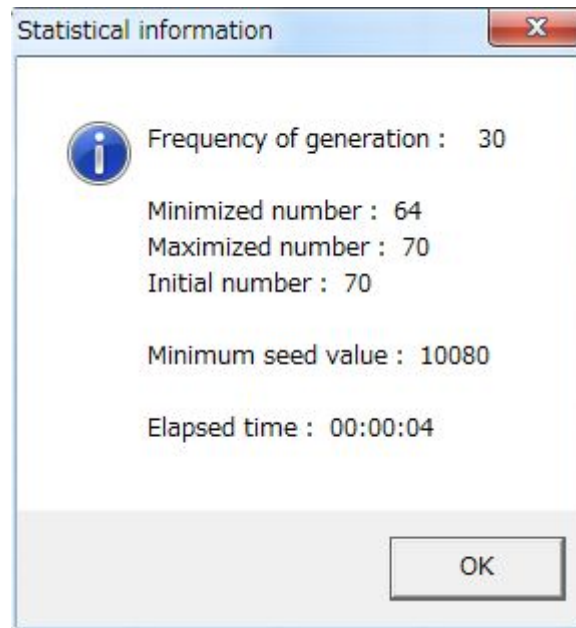 Statistical information
Frequency of generation : 30
Minimized number : 64
Maximized number : 70
Initial number : 70
Minimum seed value : 10080
Elapsed time : 00:00:04
OK